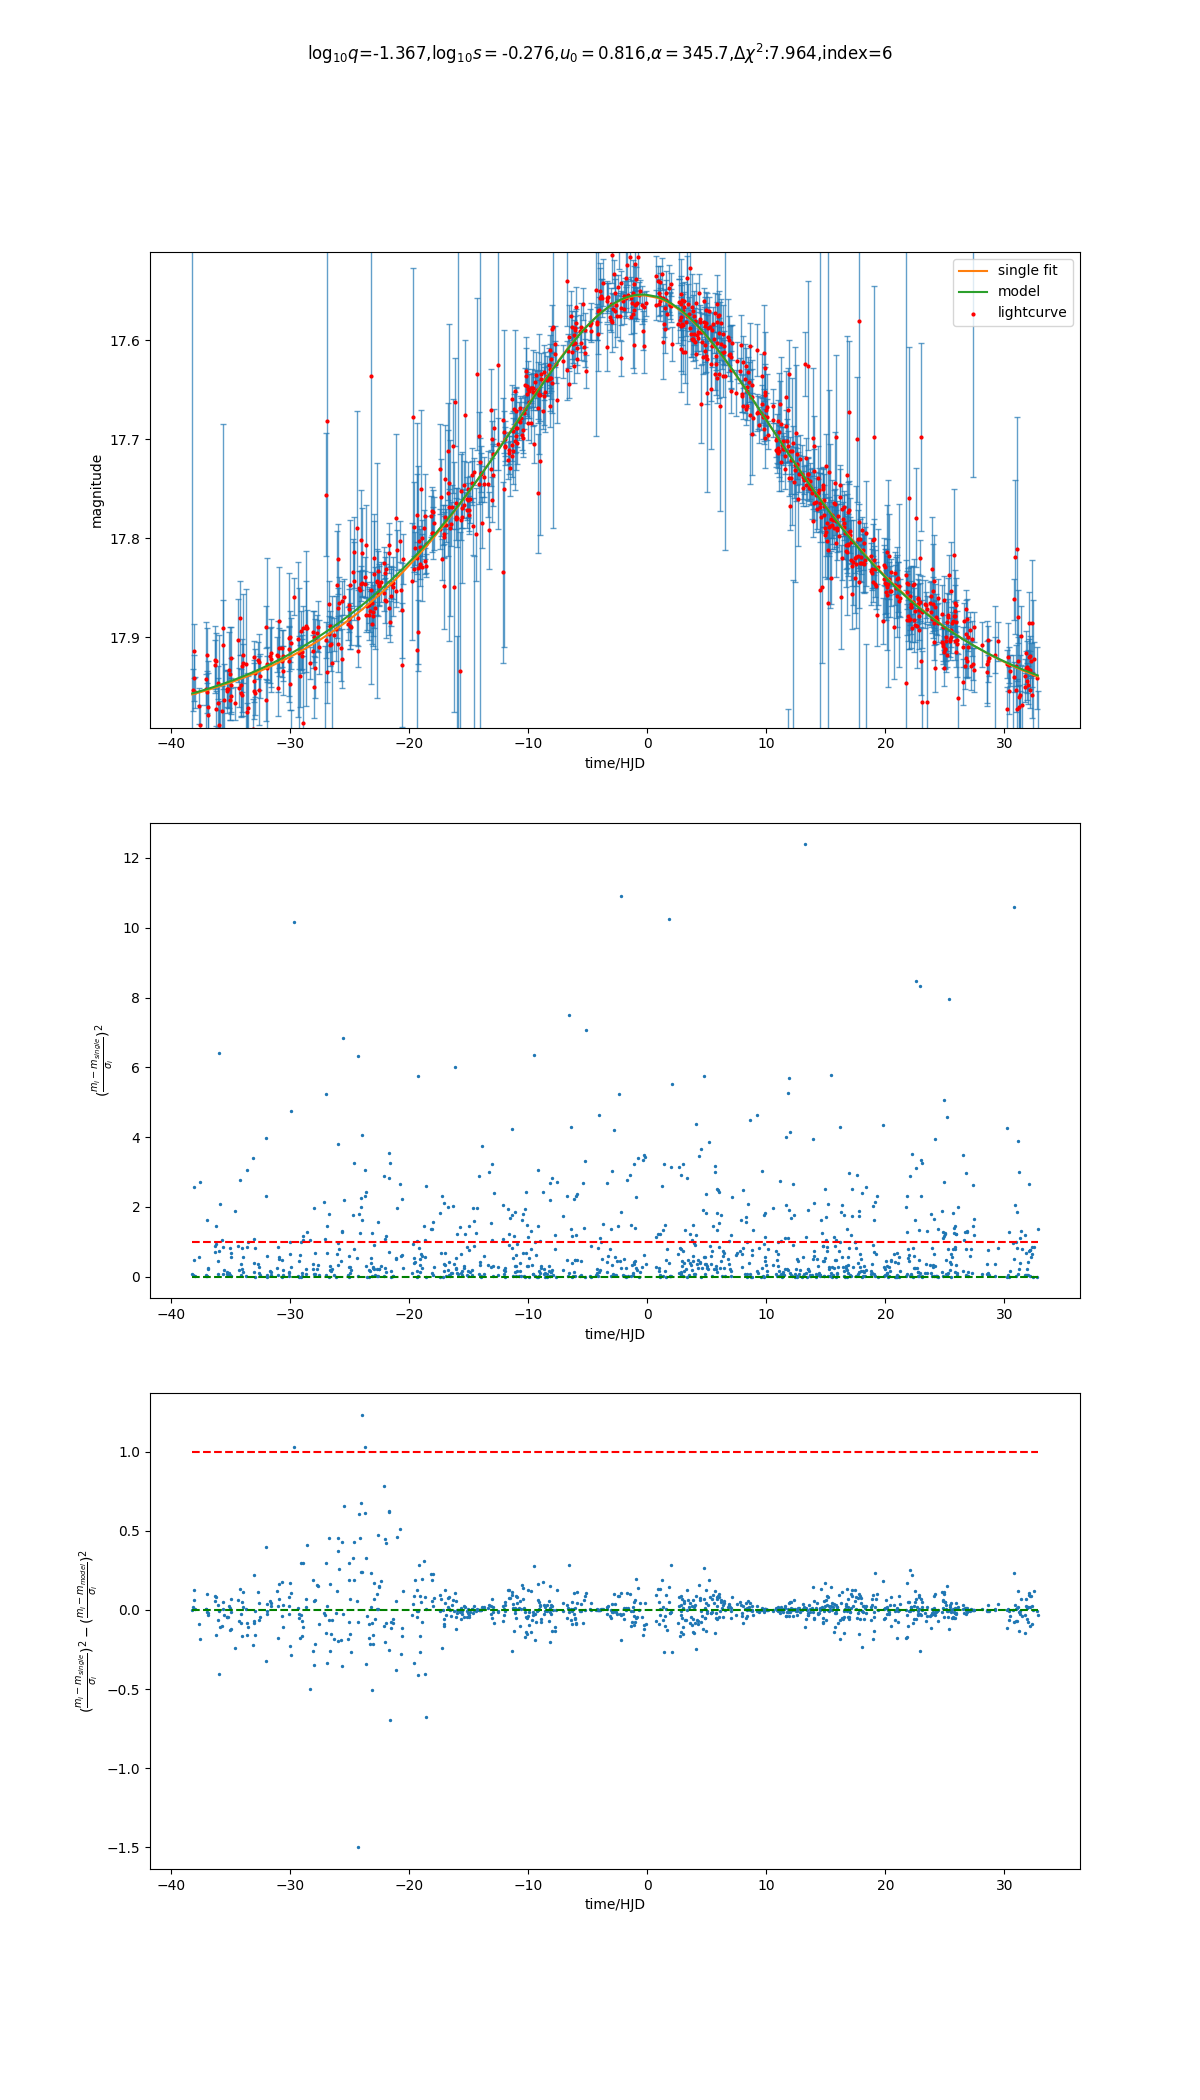 log₁₀q=-1.367,log₁₀s = -0.276,u₀ = 0.816,α = 345.7,Δχ²:7.964,index=6
single fit
model
lightcurve
magnitude
17.6
17.7
17.8
17.9
−40 −30 −20 −10 0 10 20 30
time/HJD
((mᵢ − m_single)/σᵢ)²
12
10
8
6
4
2
0
−40 −30 −20 −10 0 10 20 30
time/HJD
((mᵢ − m_single)/σᵢ)² − ((mᵢ − m_model)/σᵢ)²
1.0
0.5
0.0
−0.5
−1.0
−1.5
−40 −30 −20 −10 0 10 20 30
time/HJD